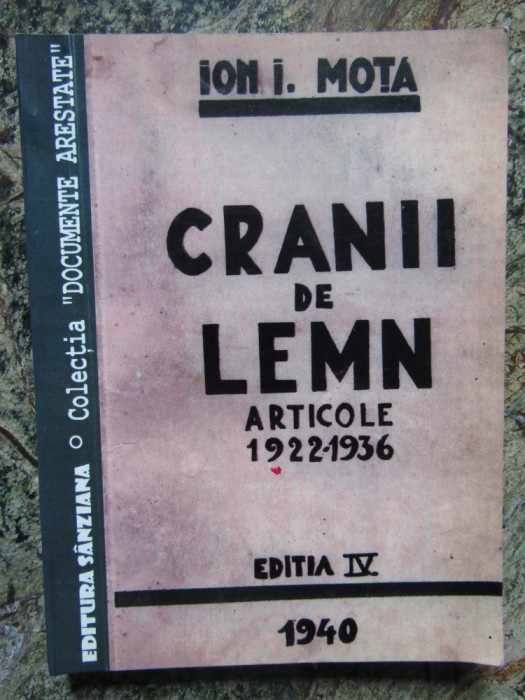 ION I. MOȚA
CRANII
DE
LEMN
ARTICOLE
1922-1936
EDITIA IV
1940
EDITURA SÂNZIANA o Colecția "DOCUMENTE ARESTATE"